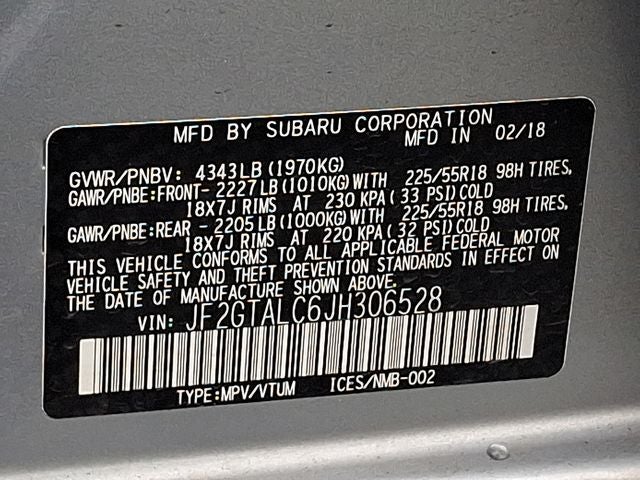 MFD BY SUBARU CORPORATION
MFD IN 02/18
GVWR/PNBV: 4343LB(1970KG)
GAWR/PNBE:FRONT-2227LB(1010KG)WITH 225/55R18 98H TIRES,
18X7J RIMS AT 230 KPA(33 PSI)COLD
GAWR/PNBE:REAR -2205LB(1000KG)WITH 225/55R18 98H TIRES,
18X7J RIMS AT 220 KPA(32 PSI)COLD
THIS VEHICLE CONFORMS TO ALL APPLICABLE FEDERAL MOTOR
VEHICLE SAFETY AND THEFT PREVENTION STANDARDS IN EFFECT ON
THE DATE OF MANUFACTURE SHOWN ABOVE.
VIN: JF2GTALC6JH306528
TYPE:MPV/VTUM ICES/NMB-002